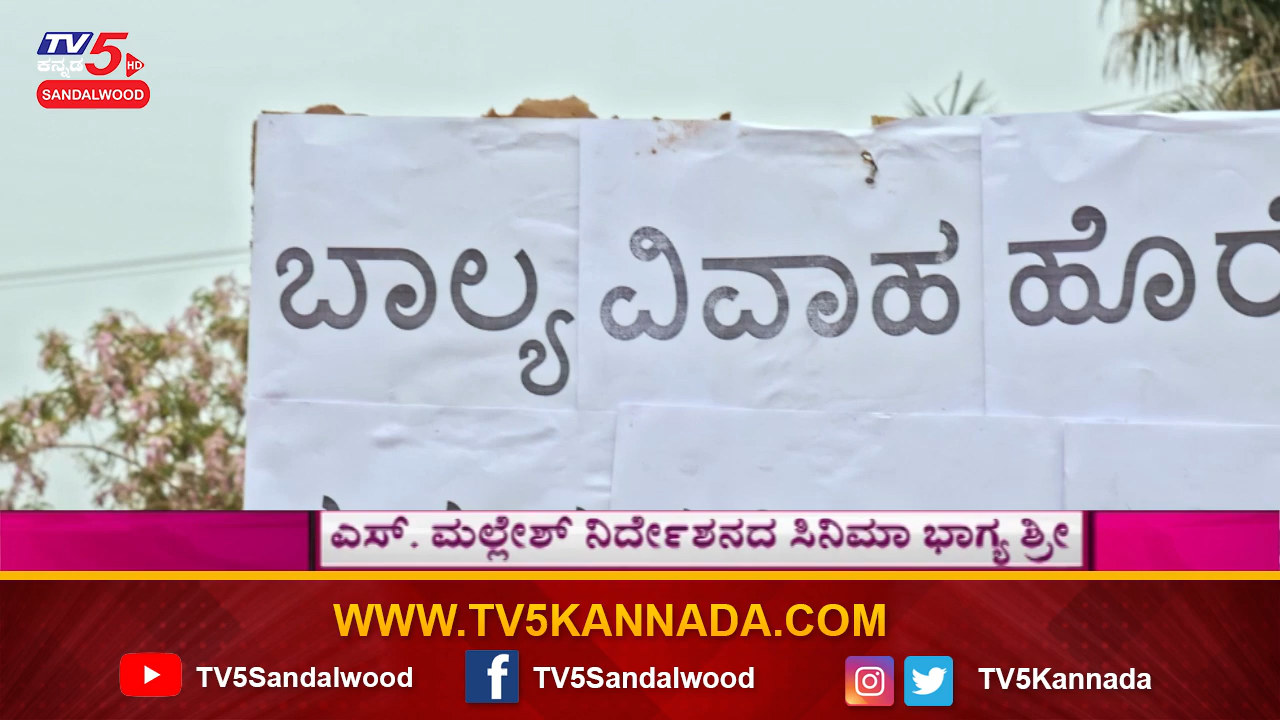 TV5
ಕನ್ನಡ HD
SANDALWOOD
ಬಾಲ್ಯ ವಿವಾಹ
ಎಸ್. ಮಲ್ಲೇಶ್ ನಿರ್ದೇಶನದ ಸಿನಿಮಾ ಭಾಗ್ಯ ಶ್ರೀ
WWW.TV5KANNADA.COM
TV5Sandalwood TV5Sandalwood TV5Kannada